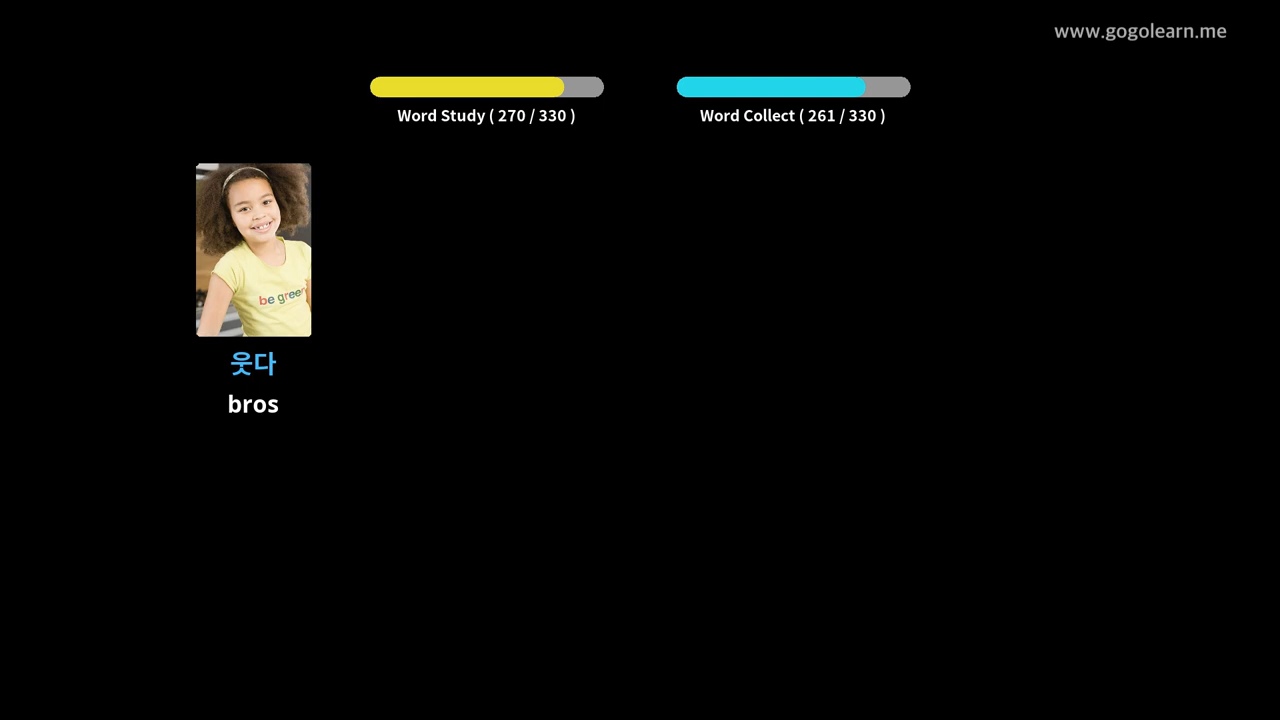 www.gogolearn.me
Word Study ( 270 / 330 )
Word Collect ( 261 / 330 )
be green
웃다
bros